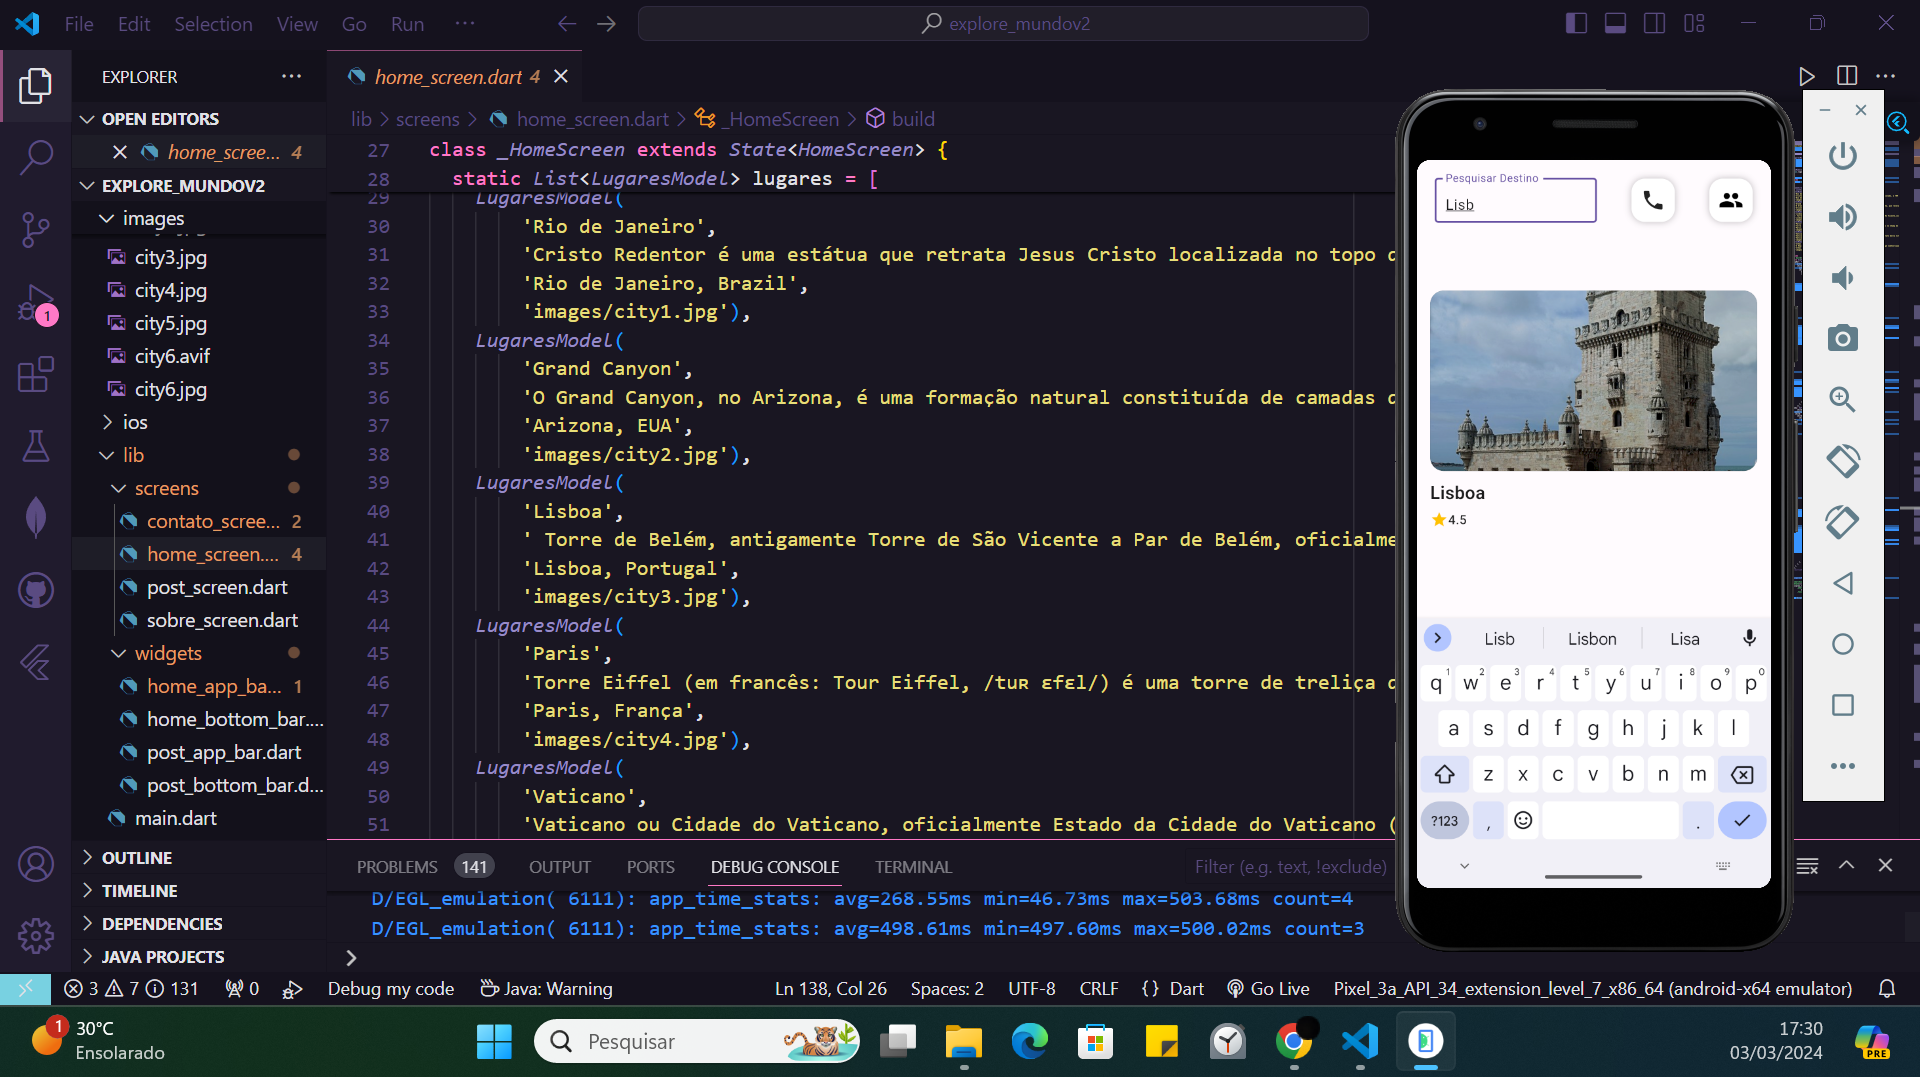 File Edit Selection View Go Run ··· explore_mundov2
EXPLORER ···
OPEN EDITORS
home_scree... 4
EXPLORE_MUNDOV2
images
city3.jpg
city4.jpg
city5.jpg
city6.avif
city6.jpg
ios
lib
screens
contato_scree... 2
home_screen.... 4
post_screen.dart
sobre_screen.dart
widgets
home_app_ba... 1
home_bottom_bar....
post_app_bar.dart
post_bottom_bar.d...
main.dart
OUTLINE
TIMELINE
DEPENDENCIES
JAVA PROJECTS
1
home_screen.dart 4
lib > screens > home_screen.dart > _HomeScreen > build
27 class _HomeScreen extends State<HomeScreen> {
28 static List<LugaresModel> lugares = [
29 LugaresModel(
30 'Rio de Janeiro',
31 'Cristo Redentor é uma estátua que retrata Jesus Cristo localizada no topo d
32 'Rio de Janeiro, Brazil',
33 'images/city1.jpg'),
34 LugaresModel(
35 'Grand Canyon',
36 'O Grand Canyon, no Arizona, é uma formação natural constituída de camadas d
37 'Arizona, EUA',
38 'images/city2.jpg'),
39 LugaresModel(
40 'Lisboa',
41 ' Torre de Belém, antigamente Torre de São Vicente a Par de Belém, oficialme
42 'Lisboa, Portugal',
43 'images/city3.jpg'),
44 LugaresModel(
45 'Paris',
46 'Torre Eiffel (em francês: Tour Eiffel, /tuʀ ɛfɛl/) é uma torre de treliça d
47 'Paris, França',
48 'images/city4.jpg'),
49 LugaresModel(
50 'Vaticano',
51 'Vaticano ou Cidade do Vaticano, oficialmente Estado da Cidade do Vaticano (
PROBLEMS 141 OUTPUT PORTS DEBUG CONSOLE TERMINAL Filter (e.g. text, !exclude)
D/EGL_emulation( 6111): app_time_stats: avg=268.55ms min=46.73ms max=503.68ms count=4
D/EGL_emulation( 6111): app_time_stats: avg=498.61ms min=497.60ms max=500.02ms count=3
>
Pesquisar Destino
Lisb
Lisboa
4.5
Lisb Lisbon Lisa
q1 w2 e3 r4 t5 y6 u7 i8 o9 p0
a s d f g h j k l
z x c v b n m
?123 , .
3 7 131 0 Debug my code Java: Warning Ln 138, Col 26 Spaces: 2 UTF-8 CRLF {} Dart Go Live Pixel_3a_API_34_extension_level_7_x86_64 (android-x64 emulator)
1 30°C
Ensolarado
Pesquisar
17:30
03/03/2024
PRE